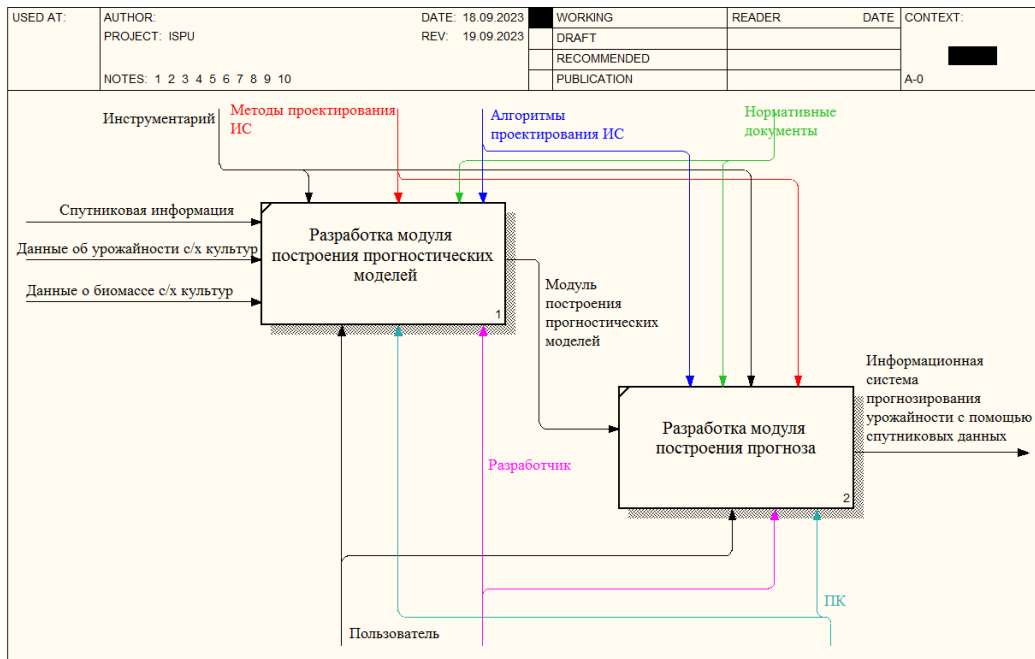 USED AT:
AUTHOR:
DATE: 18.09.2023
WORKING
READER
DATE
CONTEXT:
PROJECT: ISPU
REV: 19.09.2023
DRAFT
RECOMMENDED
NOTES: 1 2 3 4 5 6 7 8 9 10
PUBLICATION
A-0
Инструментарий
Методы проектирования
ИС
Алгоритмы
проектирования ИС
Нормативные
документы
Спутниковая информация
Данные об урожайности с/х культур
Данные о биомассе с/х культур
Разработка модуля
построения прогностических
моделей
1
Модуль
построения
прогностических
моделей
Разработка модуля
построения прогноза
2
Информационная
система
прогнозирования
урожайности с помощью
спутниковых данных
Разработчик
ПК
Пользователь